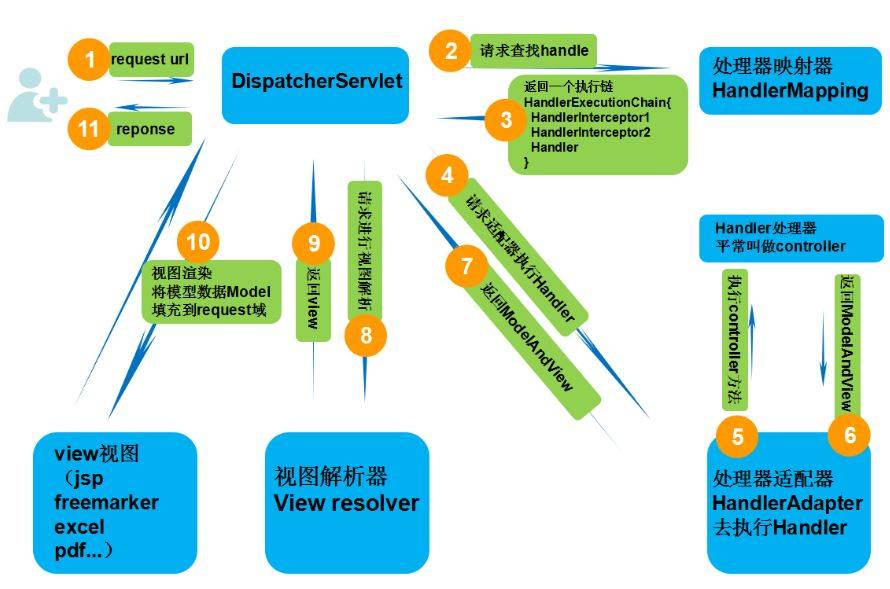 1
request url
DispatcherServlet
2
请求查找handle
处理器映射器
HandlerMapping
11
reponse
3
返回一个执行链
HandlerExecutionChain{
HandlerInterceptor1
HandlerInterceptor2
Handler
}
4
请求适配器执行Handler
7
返回ModelAndView
Handler处理器
平常叫做controller
10
视图渲染
将模型数据Model
填充到request域
9
返回view
请求进行视图解析
8
执行controller方法
5
返回ModelAndView
6
view视图
（jsp
freemarker
excel
pdf...）
视图解析器
View resolver
处理器适配器
HandlerAdapter
去执行Handler